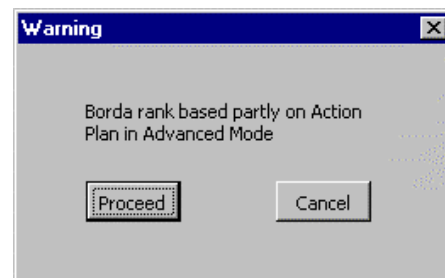 Warning
Borda rank based partly on Action
Plan in Advanced Mode
Proceed
Cancel